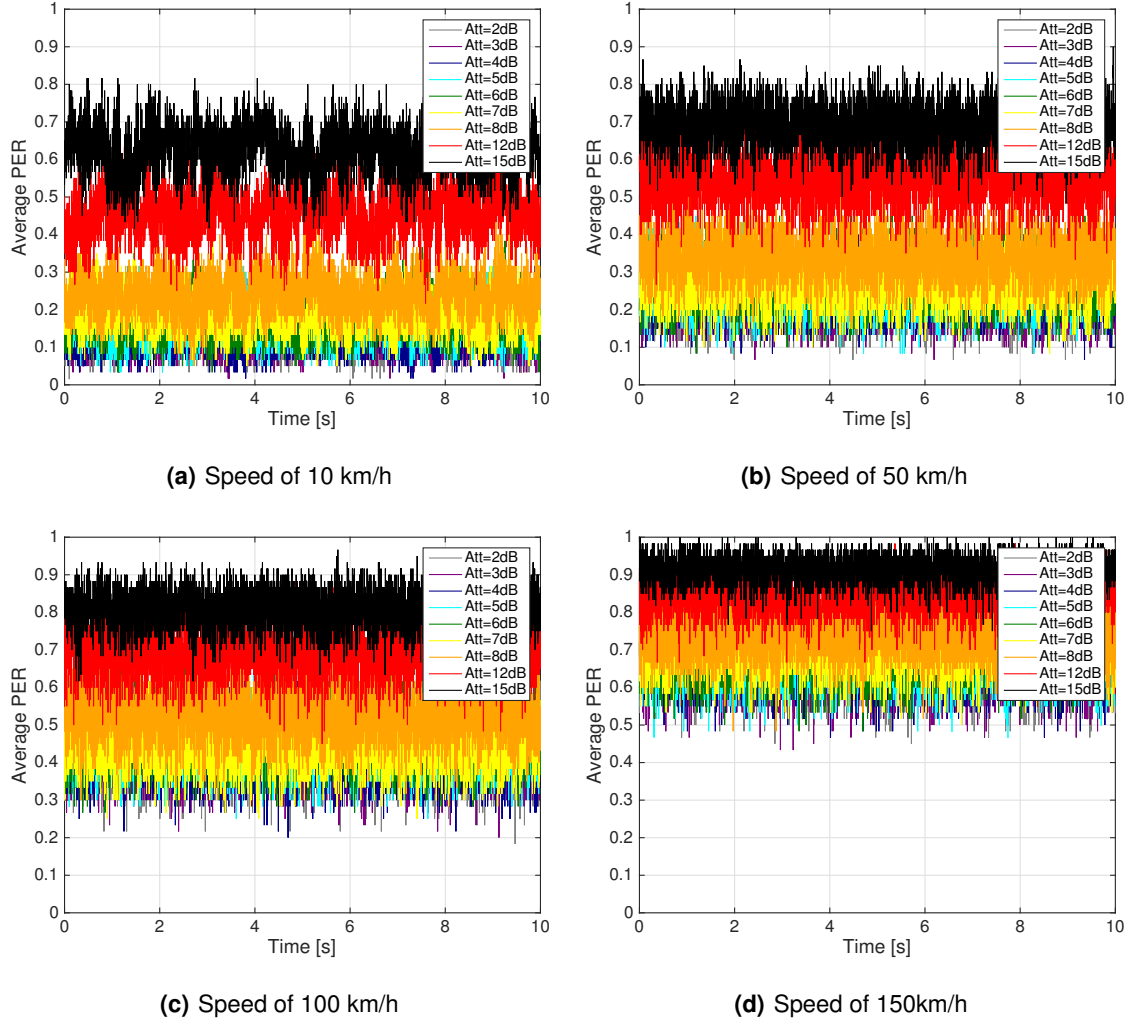 1
0.9
0.8
0.7
0.6
0.5
0.4
0.3
0.2
0.1
0
Average PER
0 2 4 6 8 10
Time [s]
Att=2dB
Att=3dB
Att=4dB
Att=5dB
Att=6dB
Att=7dB
Att=8dB
Att=12dB
Att=15dB
(a) Speed of 10 km/h
1
0.9
0.8
0.7
0.6
0.5
0.4
0.3
0.2
0.1
0
Average PER
0 2 4 6 8 10
Time [s]
Att=2dB
Att=3dB
Att=4dB
Att=5dB
Att=6dB
Att=7dB
Att=8dB
Att=12dB
Att=15dB
(b) Speed of 50 km/h
1
0.9
0.8
0.7
0.6
0.5
0.4
0.3
0.2
0.1
0
Average PER
0 2 4 6 8 10
Time [s]
Att=2dB
Att=3dB
Att=4dB
Att=5dB
Att=6dB
Att=7dB
Att=8dB
Att=12dB
Att=15dB
(c) Speed of 100 km/h
1
0.9
0.8
0.7
0.6
0.5
0.4
0.3
0.2
0.1
0
Average PER
0 2 4 6 8 10
Time [s]
Att=2dB
Att=3dB
Att=4dB
Att=5dB
Att=6dB
Att=7dB
Att=8dB
Att=12dB
Att=15dB
(d) Speed of 150km/h